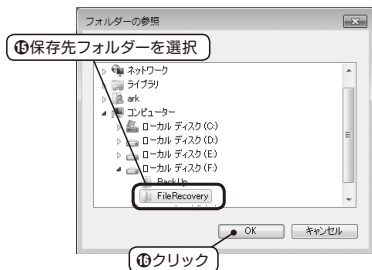 フォルダーの参照
⓯保存先フォルダーを選択
ネットワーク
ライブラリ
ark
コンピューター
ローカル ディスク (C:)
ローカル ディスク (D:)
ローカル ディスク (E:)
ローカル ディスク (F:)
BackUp
FileRecovery
OK
キャンセル
⓰クリック